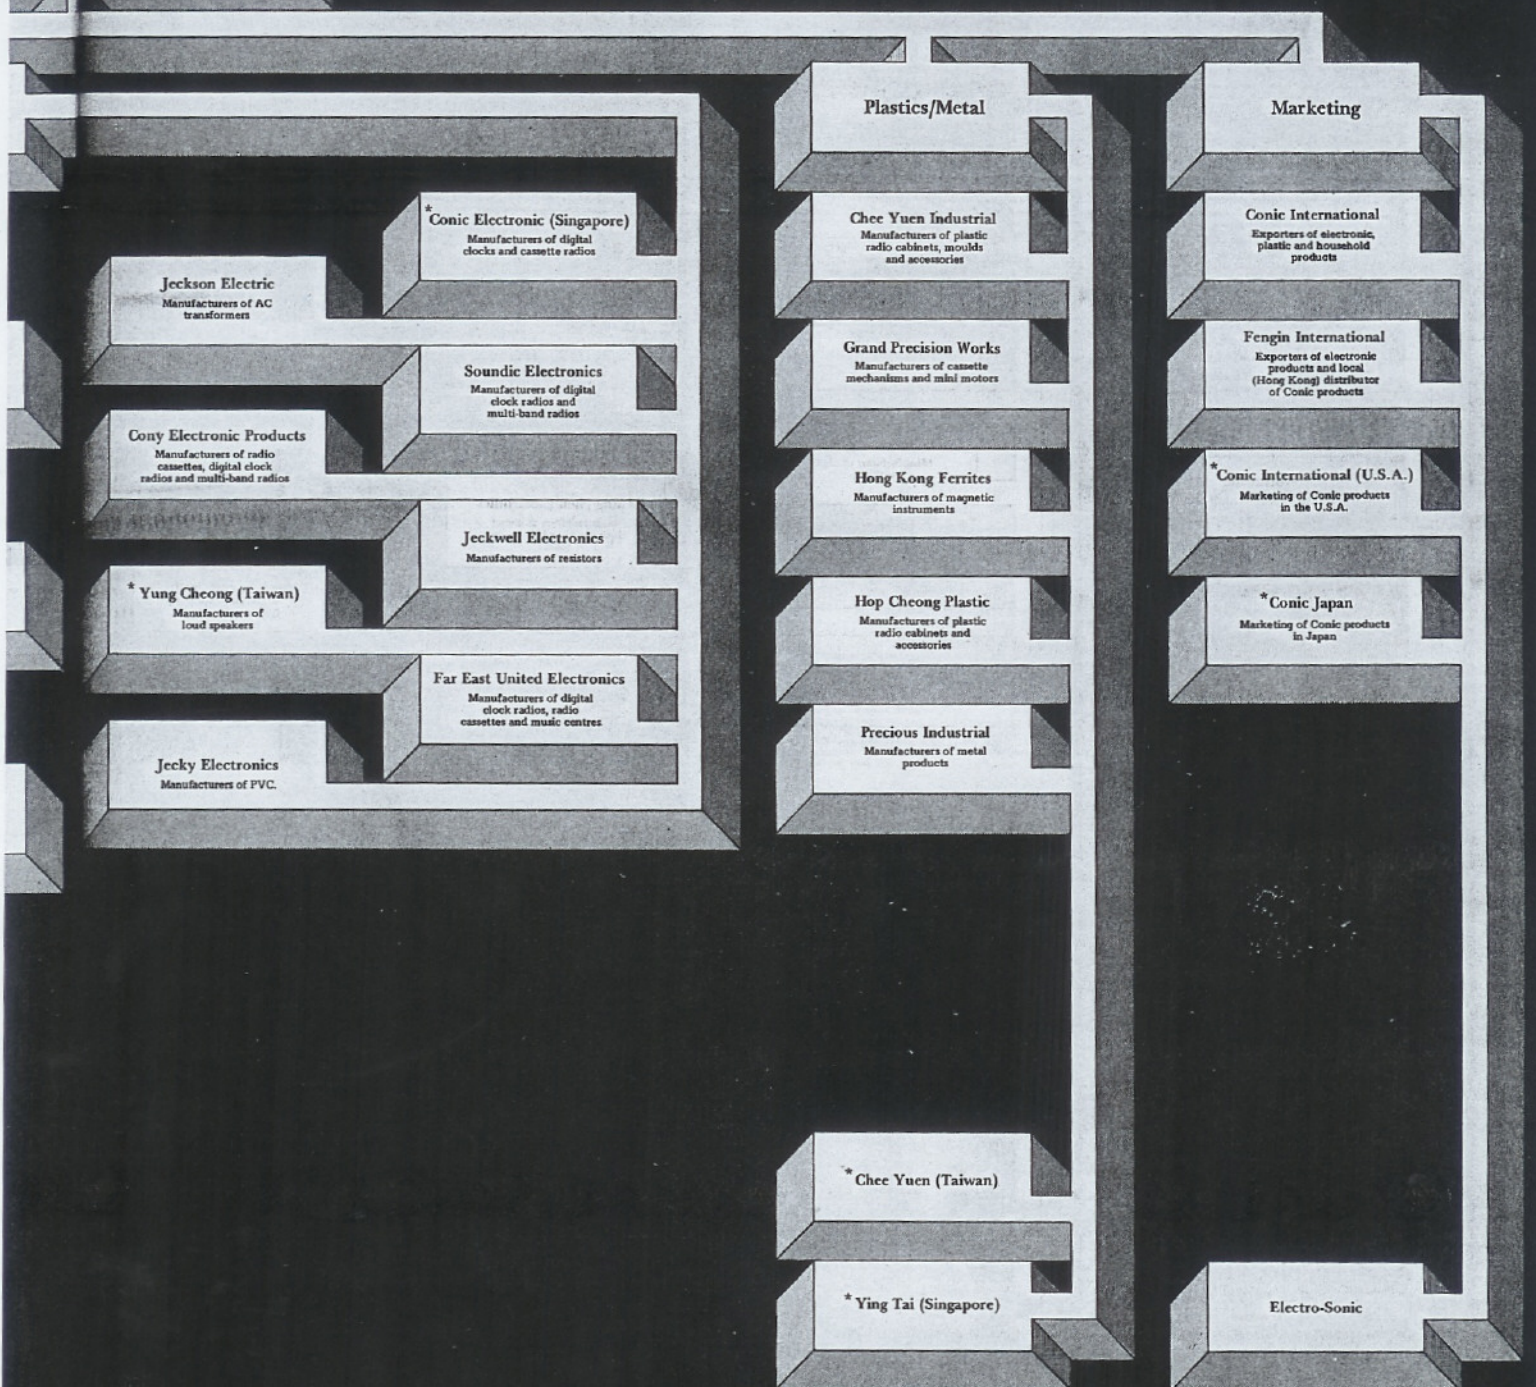 Plastics/Metal
Marketing
*Conic Electronic (Singapore)
Manufacturers of digital
clocks and cassette radios
Jeckson Electric
Manufacturers of AC
transformers
Soundic Electronics
Manufacturers of digital
clock radios and
multi-band radios
Cony Electronic Products
Manufacturers of radio
cassettes, digital clock
radios and multi-band radios
Jeckwell Electronics
Manufacturers of resistors
* Yung Cheong (Taiwan)
Manufacturers of
loud speakers
Far East United Electronics
Manufacturers of digital
clock radios, radio
cassettes and music centres
Jecky Electronics
Manufacturers of PVC.
Chee Yuen Industrial
Manufacturers of plastic
radio cabinets, moulds
and accessories
Grand Precision Works
Manufacturers of cassette
mechanisms and mini motors
Hong Kong Ferrites
Manufacturers of magnetic
instruments
Hop Cheong Plastic
Manufacturers of plastic
radio cabinets and
accessories
Precious Industrial
Manufacturers of metal
products
*Chee Yuen (Taiwan)
*Ying Tai (Singapore)
Conic International
Exporters of electronic,
plastic and household
products
Fengin International
Exporters of electronic
products and local
(Hong Kong) distributor
of Conic products
*Conic International (U.S.A.)
Marketing of Conic products
in the U.S.A.
*Conic Japan
Marketing of Conic products
in Japan
Electro-Sonic